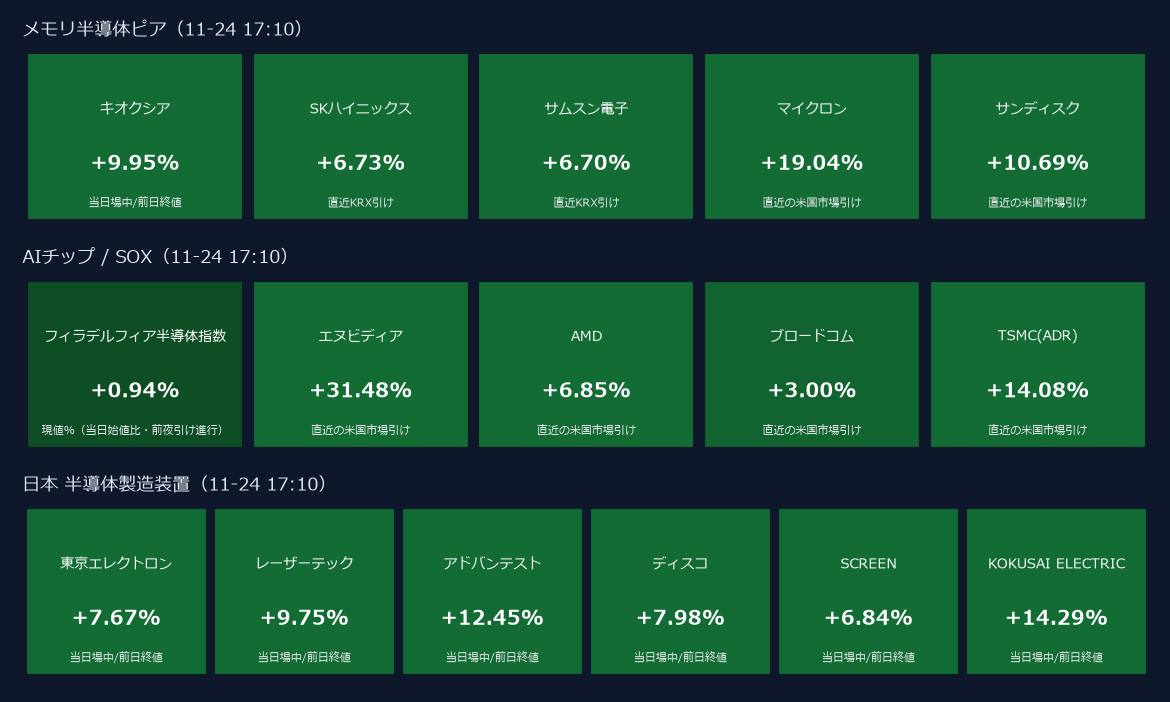 メモリ半導体ピア（11-24 17:10）
キオクシア
+9.95%
当日場中/前日終値
SKハイニックス
+6.73%
直近KRX引け
サムスン電子
+6.70%
直近KRX引け
マイクロン
+19.04%
直近の米国市場引け
サンディスク
+10.69%
直近の米国市場引け
AIチップ / SOX（11-24 17:10）
フィラデルフィア半導体指数
+0.94%
現値%（当日始値比・前夜引け進行）
エヌビディア
+31.48%
直近の米国市場引け
AMD
+6.85%
直近の米国市場引け
ブロードコム
+3.00%
直近の米国市場引け
TSMC(ADR)
+14.08%
直近の米国市場引け
日本 半導体製造装置（11-24 17:10）
東京エレクトロン
+7.67%
当日場中/前日終値
レーザーテック
+9.75%
当日場中/前日終値
アドバンテスト
+12.45%
当日場中/前日終値
ディスコ
+7.98%
当日場中/前日終値
SCREEN
+6.84%
当日場中/前日終値
KOKUSAI ELECTRIC
+14.29%
当日場中/前日終値